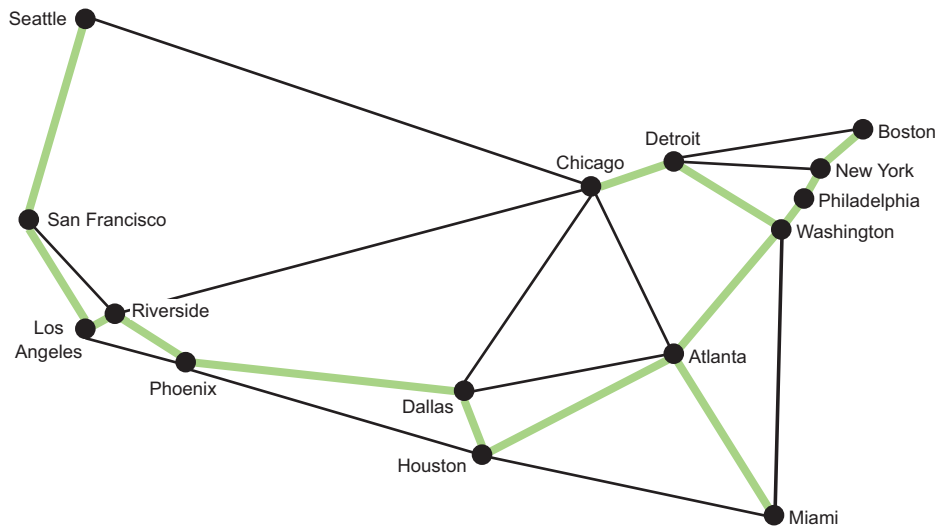 Seattle
Boston
Detroit
Chicago
New York
Philadelphia
San Francisco
Washington
Riverside
Los
Angeles
Atlanta
Phoenix
Dallas
Houston
Miami